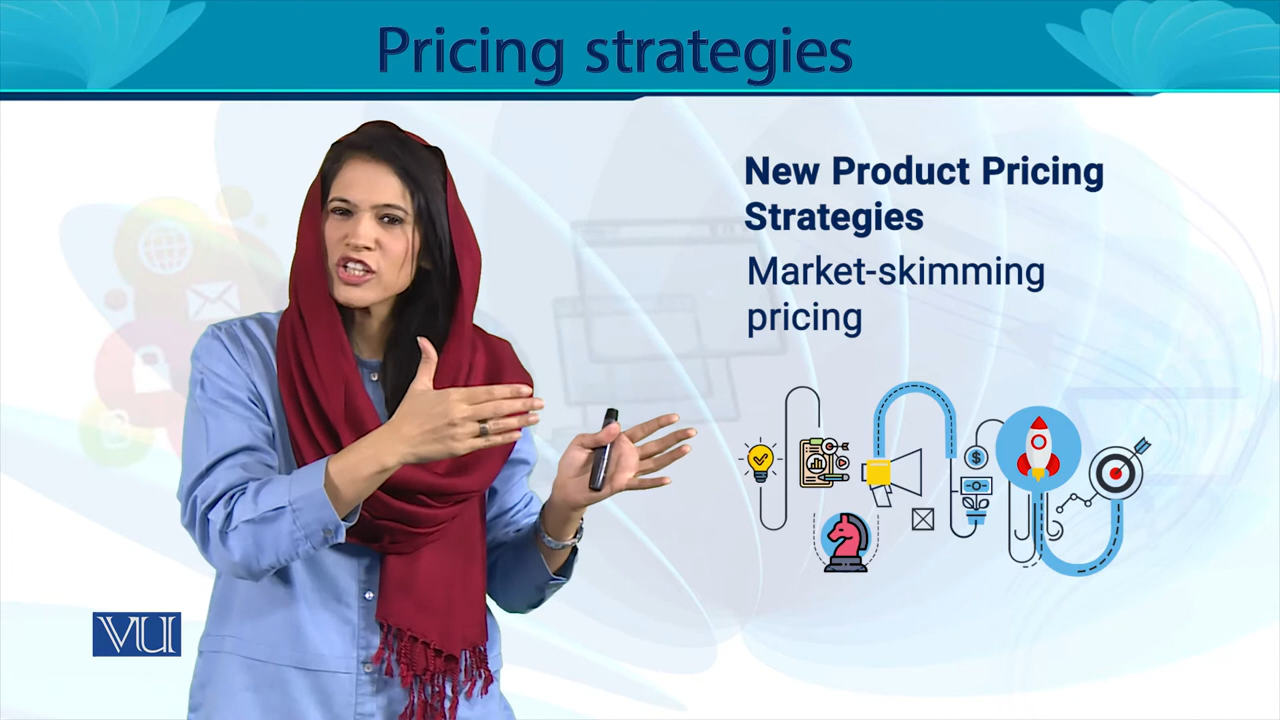 Pricing strategies
New Product Pricing
Strategies
Market-skimming
pricing
$
VU